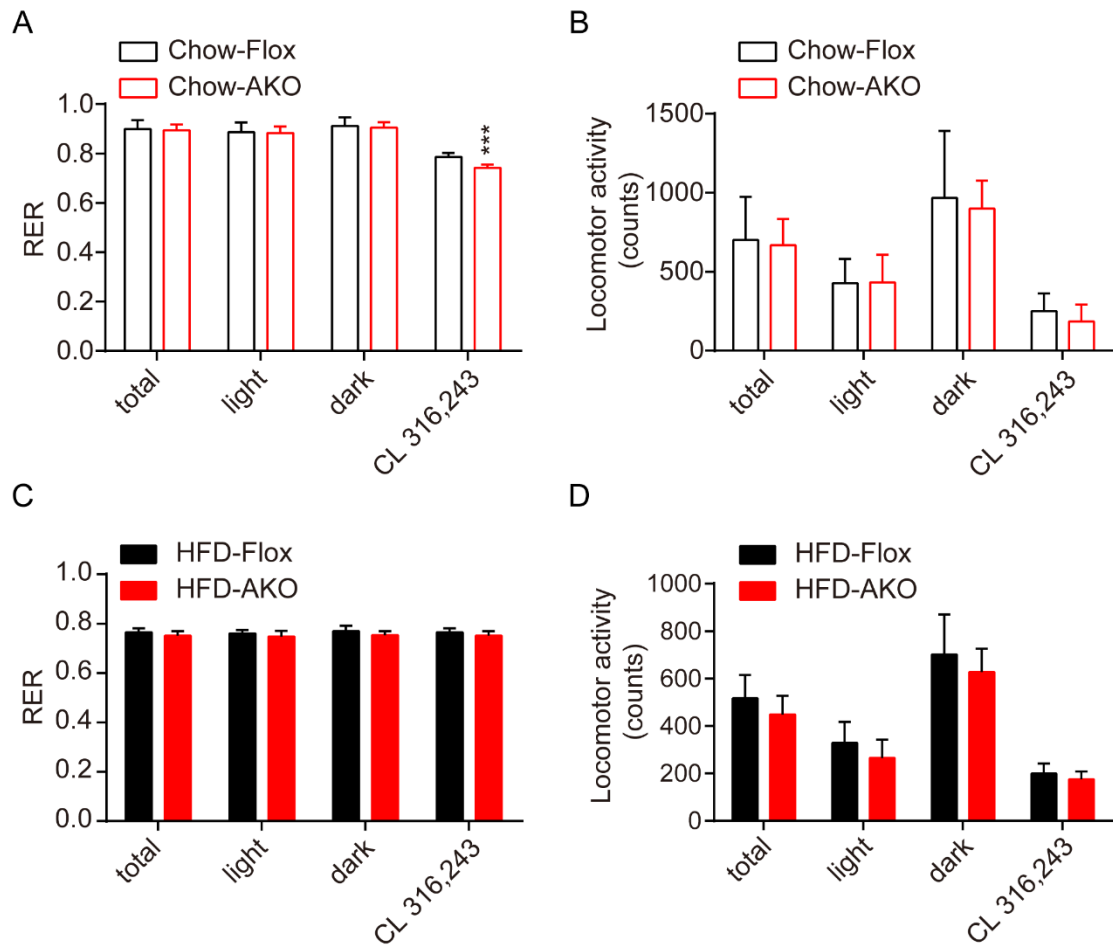 A
Chow-Flox
Chow-AKO
1.0
0.8
0.6
0.4
0.2
0.0
RER
***
total
light
dark
CL 316,243
B
Chow-Flox
Chow-AKO
1500
1000
500
0
Locomotor activity
(counts)
total
light
dark
CL 316,243
C
HFD-Flox
HFD-AKO
1.0
0.8
0.6
0.4
0.2
0.0
RER
total
light
dark
CL 316,243
D
HFD-Flox
HFD-AKO
1000
800
600
400
200
0
Locomotor activity
(counts)
total
light
dark
CL 316,243